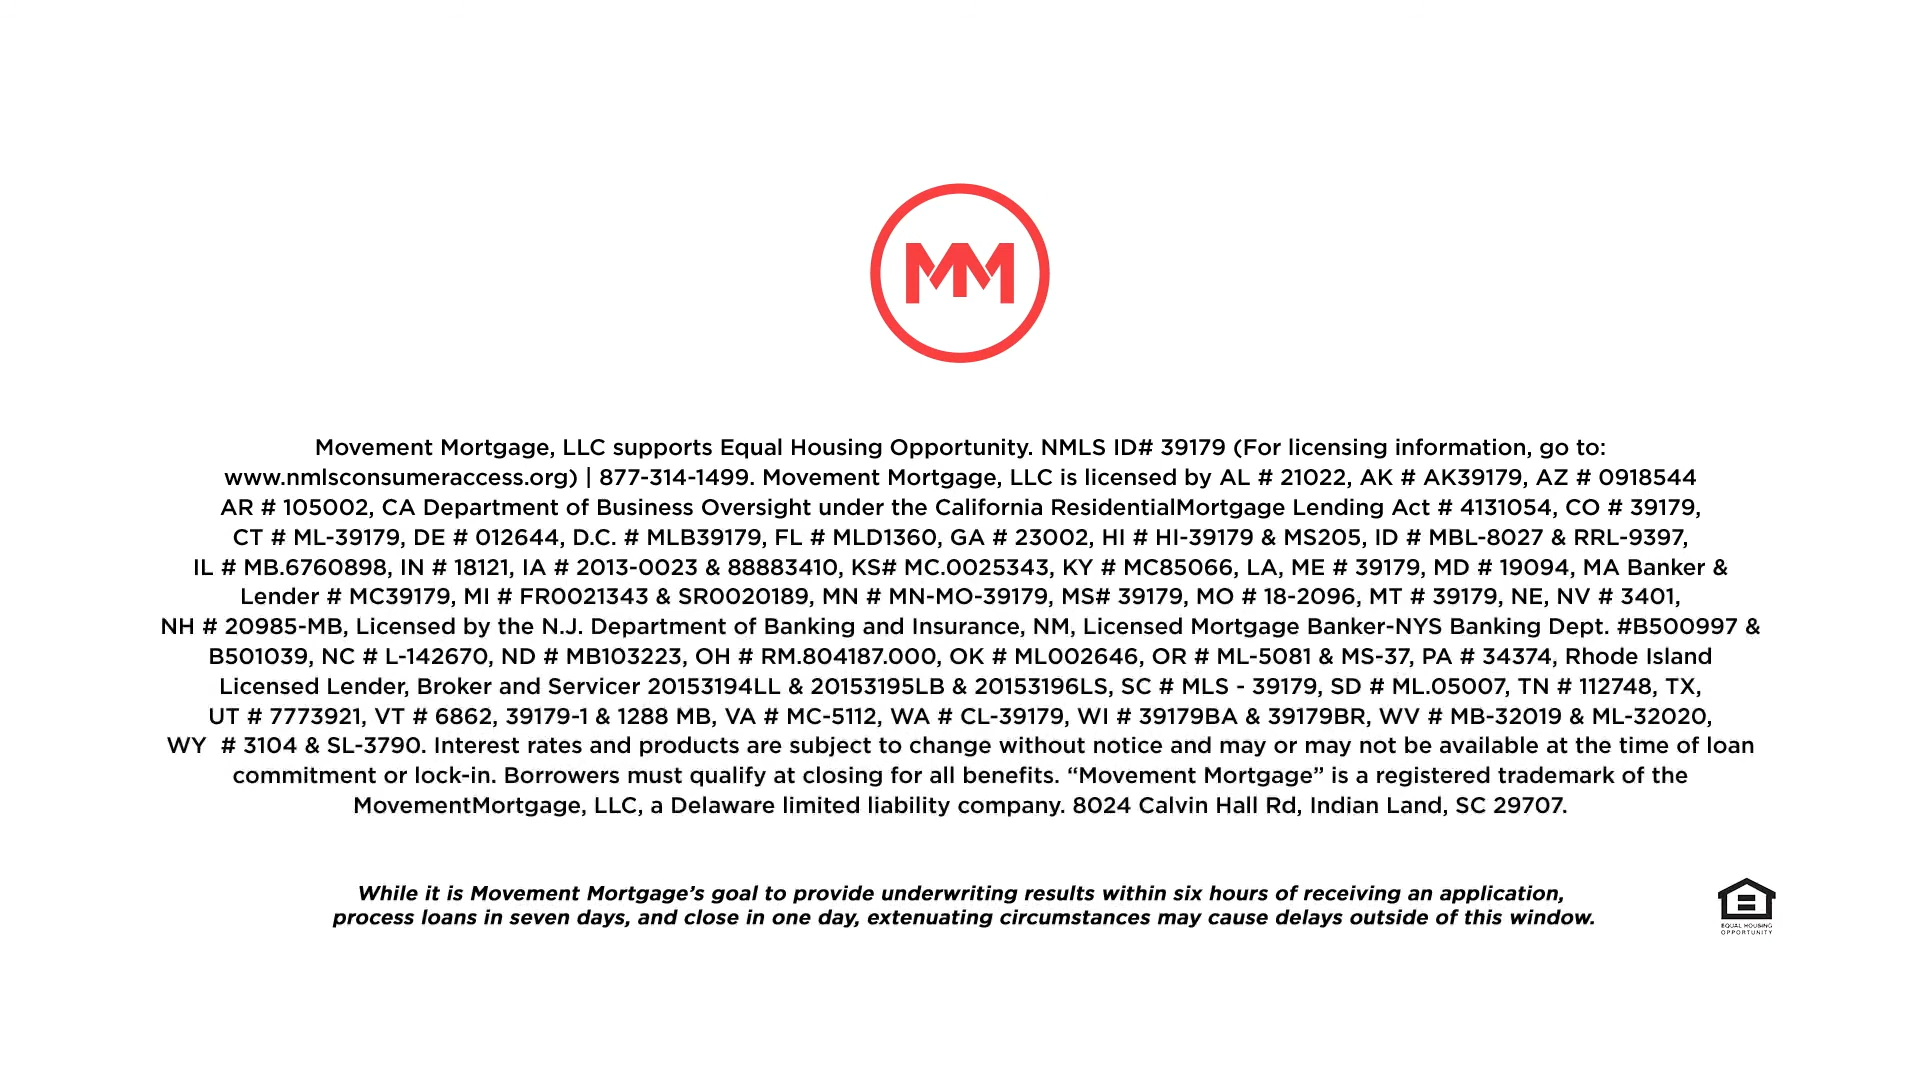 MM
Movement Mortgage, LLC supports Equal Housing Opportunity. NMLS ID# 39179 (For licensing information, go to:
www.nmlsconsumeraccess.org) | 877-314-1499. Movement Mortgage, LLC is licensed by AL # 21022, AK # AK39179, AZ # 0918544
AR # 105002, CA Department of Business Oversight under the California ResidentialMortgage Lending Act # 4131054, CO # 39179,
CT # ML-39179, DE # 012644, D.C. # MLB39179, FL # MLD1360, GA # 23002, HI # HI-39179 & MS205, ID # MBL-8027 & RRL-9397,
IL # MB.6760898, IN # 18121, IA # 2013-0023 & 88883410, KS# MC.0025343, KY # MC85066, LA, ME # 39179, MD # 19094, MA Banker &
Lender # MC39179, MI # FR0021343 & SR0020189, MN # MN-MO-39179, MS# 39179, MO # 18-2096, MT # 39179, NE, NV # 3401,
NH # 20985-MB, Licensed by the N.J. Department of Banking and Insurance, NM, Licensed Mortgage Banker-NYS Banking Dept. #B500997 &
B501039, NC # L-142670, ND # MB103223, OH # RM.804187.000, OK # ML002646, OR # ML-5081 & MS-37, PA # 34374, Rhode Island
Licensed Lender, Broker and Servicer 20153194LL & 20153195LB & 20153196LS, SC # MLS - 39179, SD # ML.05007, TN # 112748, TX,
UT # 7773921, VT # 6862, 39179-1 & 1288 MB, VA # MC-5112, WA # CL-39179, WI # 39179BA & 39179BR, WV # MB-32019 & ML-32020,
WY  # 3104 & SL-3790. Interest rates and products are subject to change without notice and may or may not be available at the time of loan
commitment or lock-in. Borrowers must qualify at closing for all benefits. “Movement Mortgage” is a registered trademark of the
MovementMortgage, LLC, a Delaware limited liability company. 8024 Calvin Hall Rd, Indian Land, SC 29707.
While it is Movement Mortgage’s goal to provide underwriting results within six hours of receiving an application,
process loans in seven days, and close in one day, extenuating circumstances may cause delays outside of this window.
EQUAL HOUSING
OPPORTUNITY